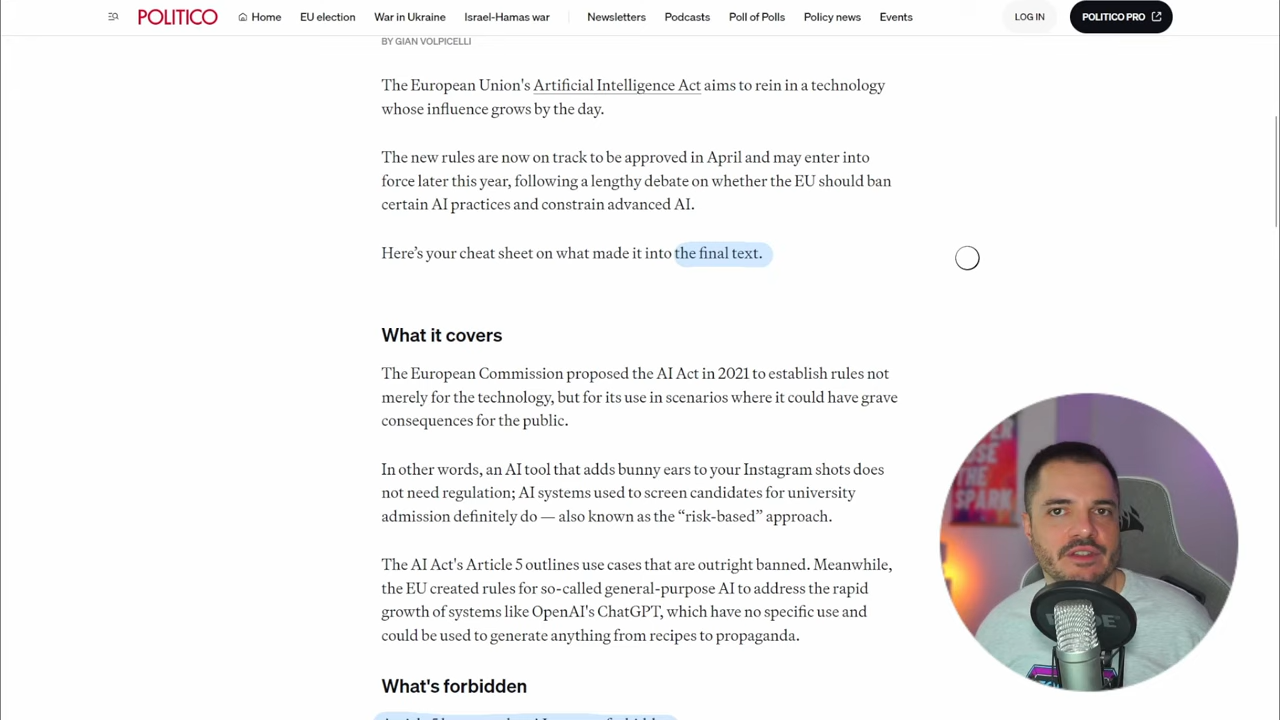 POLITICO
Home
EU election
War in Ukraine
Israel-Hamas war
Newsletters
Podcasts
Poll of Polls
Policy news
Events
LOG IN
POLITICO PRO
BY GIAN VOLPICELLI
The European Union's Artificial Intelligence Act aims to rein in a technology
whose influence grows by the day.
The new rules are now on track to be approved in April and may enter into
force later this year, following a lengthy debate on whether the EU should ban
certain AI practices and constrain advanced AI.
Here’s your cheat sheet on what made it into the final text.
What it covers
The European Commission proposed the AI Act in 2021 to establish rules not
merely for the technology, but for its use in scenarios where it could have grave
consequences for the public.
In other words, an AI tool that adds bunny ears to your Instagram shots does
not need regulation; AI systems used to screen candidates for university
admission definitely do — also known as the “risk-based” approach.
The AI Act's Article 5 outlines use cases that are outright banned. Meanwhile,
the EU created rules for so-called general-purpose AI to address the rapid
growth of systems like OpenAI's ChatGPT, which have no specific use and
could be used to generate anything from recipes to propaganda.
What's forbidden
THE
SPARK